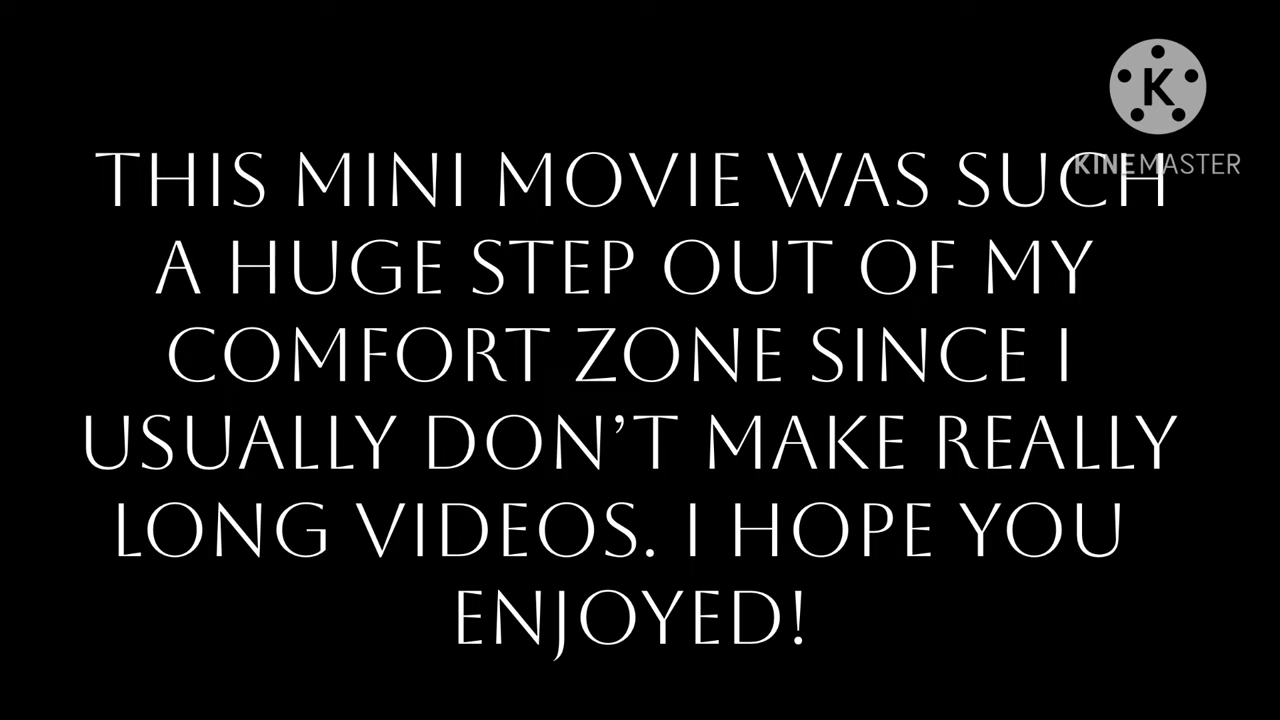 K
KINEMASTER
THIS MINI MOVIE WAS SUCH
A HUGE STEP OUT OF MY
COMFORT ZONE SINCE I
USUALLY DON'T MAKE REALLY
LONG VIDEOS. I HOPE YOU
ENJOYED!